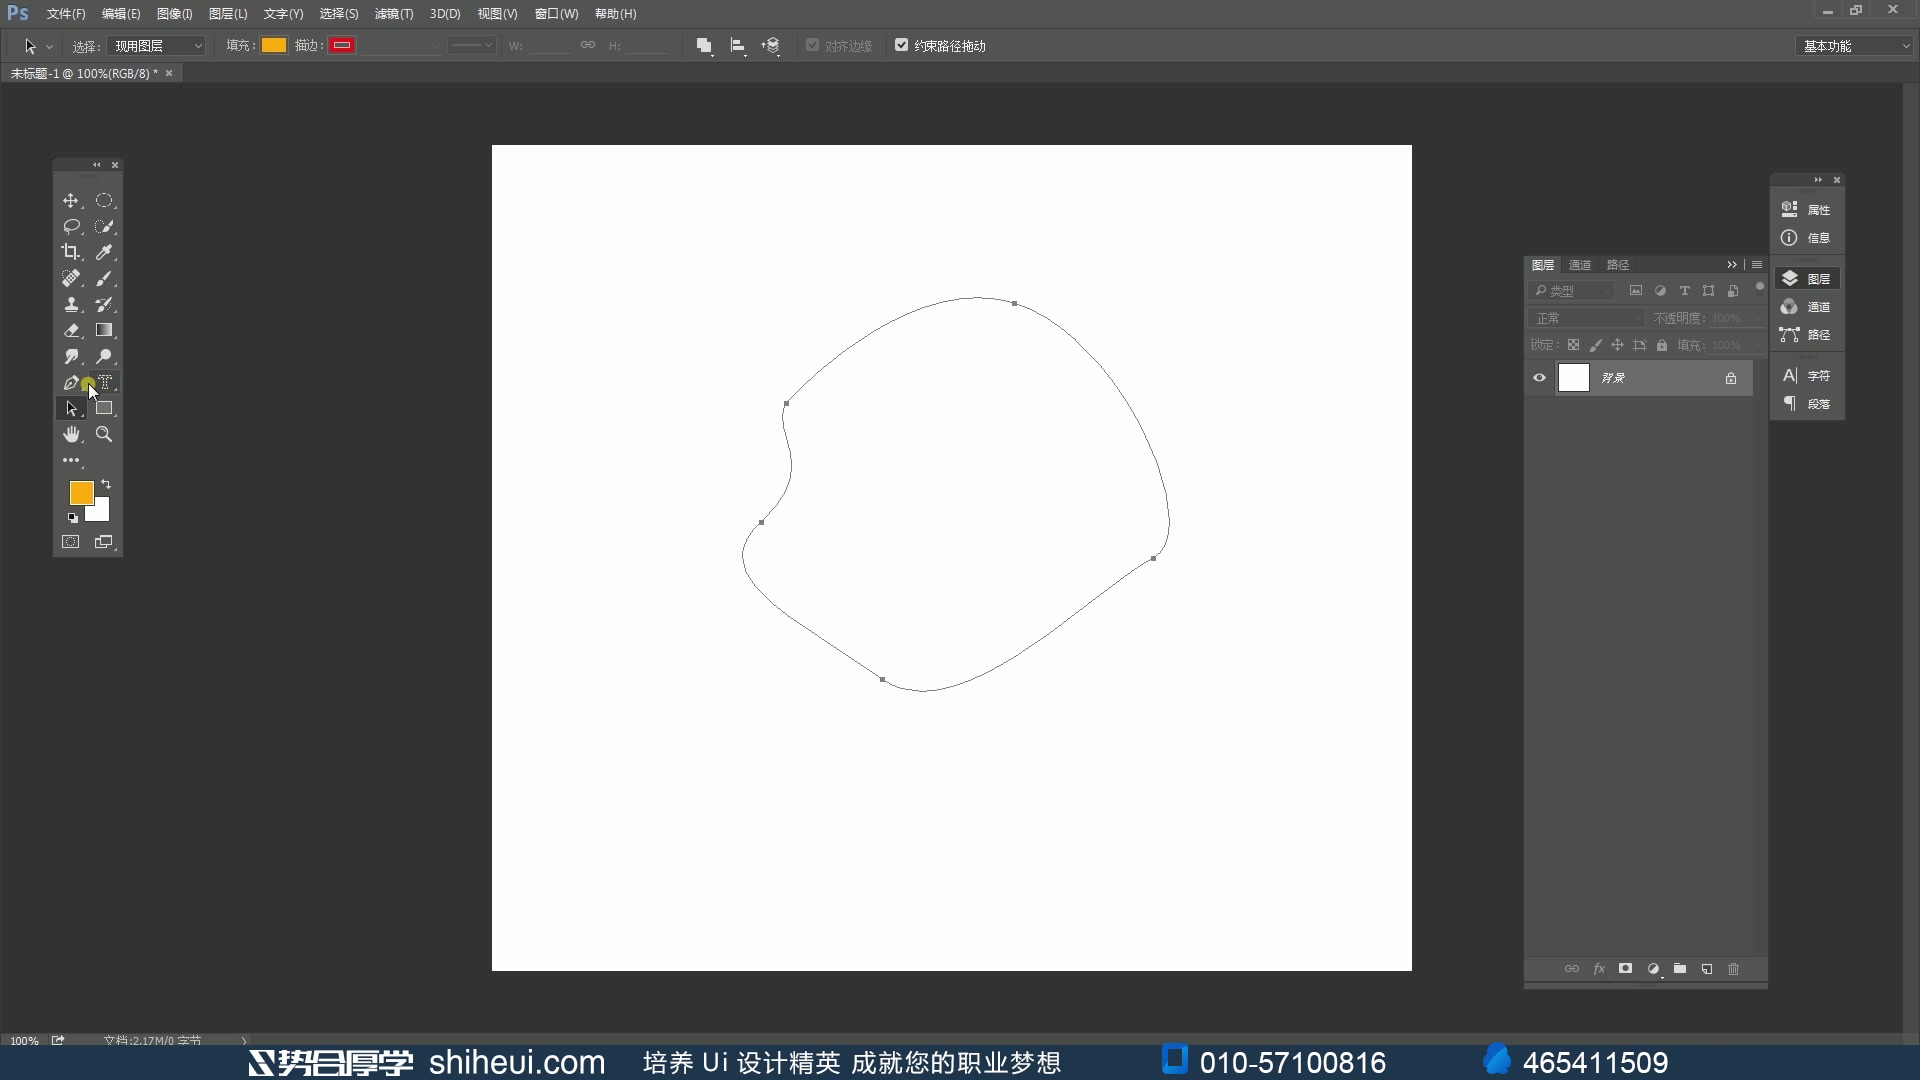 Ps 文件(F) 编辑(E) 图像(I) 图层(L) 文字(Y) 选择(S) 滤镜(T) 3D(D) 视图(V) 窗口(W) 帮助(H)
选择: 现用图层 填充: 描边: W: H: 对齐边缘 约束路径拖动 基本功能
未标题-1 @ 100%(RGB/8) *
属性
信息
图层
通道
路径
字符
段落
图层 通道 路径
类型
正常 不透明度: 100%
锁定: 填充: 100%
背景
fx
100% 文档:2.17M/0 字节
势合厚学 shiheui.com 培养 Ui 设计精英 成就您的职业梦想 010-57100816 465411509